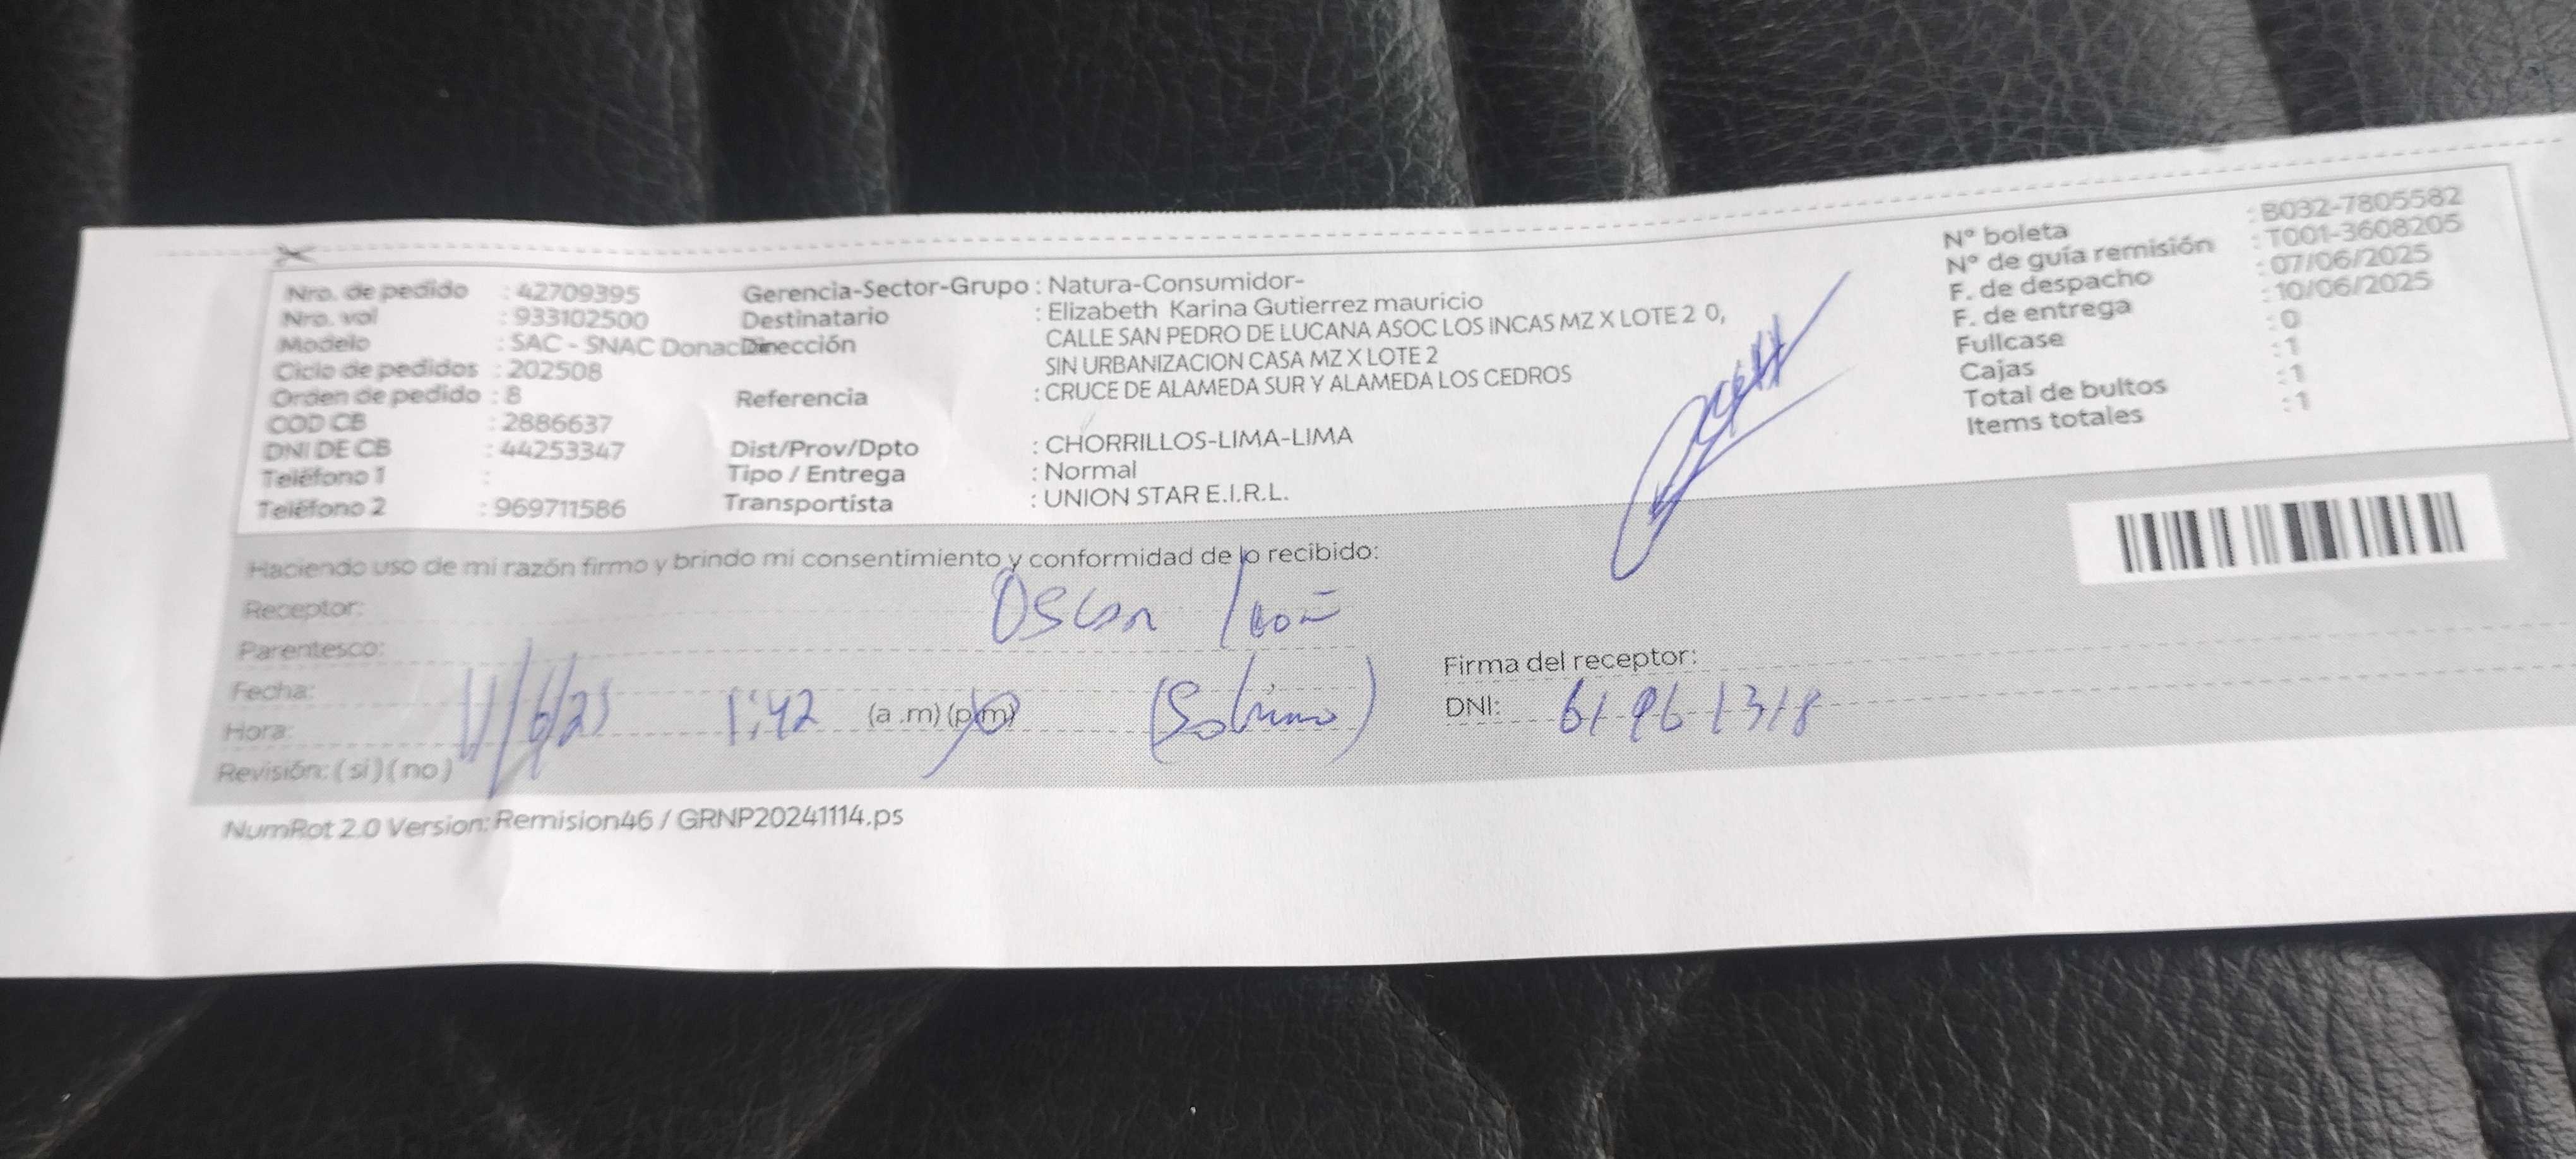 Nro. de pedido : 42709395
Nro. val : 933102500
Modelo : SAC - SNAC Donac
Ciclo de pedidos : 202508
Orden de pedido : 8
COD CB : 2886637
DNI DE CB : 44253347
Teléfono 1 :
Teléfono 2 : 969711586
Gerencia-Sector-Grupo : Natura-Consumidor-
Destinatario : Elizabeth Karina Gutierrez mauricio
Dirección CALLE SAN PEDRO DE LUCANA ASOC LOS INCAS MZ X LOTE 2 0,
SIN URBANIZACION CASA MZ X LOTE 2
Referencia : CRUCE DE ALAMEDA SUR Y ALAMEDA LOS CEDROS
Dist/Prov/Dpto : CHORRILLOS-LIMA-LIMA
Tipo / Entrega : Normal
Transportista : UNION STAR E.I.R.L.
N° boleta : B032-7805582
N° de guía remisión : T001-3608205
F. de despacho : 07/06/2025
F. de entrega : 10/06/2025
Fullcase : 0
Cajas : 1
Total de bultos : 1
Items totales : 1
Haciendo uso de mi razón firmo y brindo mi consentimiento y conformidad de lo recibido:
Receptor: Oscar
Parentesco: (Sobrino)
Fecha: 11/6/25
Hora: 1:42 (a .m) (p.m)
Revisión: ( si ) ( no )
Firma del receptor:
DNI: 61961318
NumRot 2.0 Version: Remision46 / GRNP20241114.ps